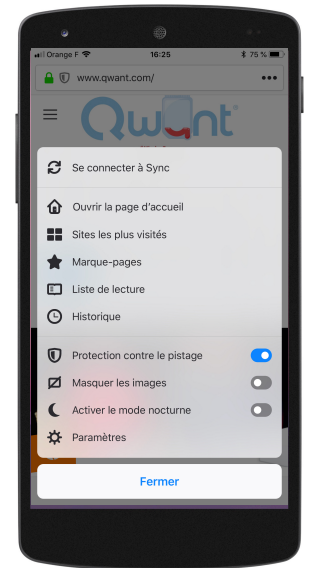 Orange F
16:25
75 %
www.qwant.com/
Qwant
Se connecter à Sync
Ouvrir la page d'accueil
Sites les plus visités
Marque-pages
Liste de lecture
Historique
Protection contre le pistage
Masquer les images
Activer le mode nocturne
Paramètres
Fermer